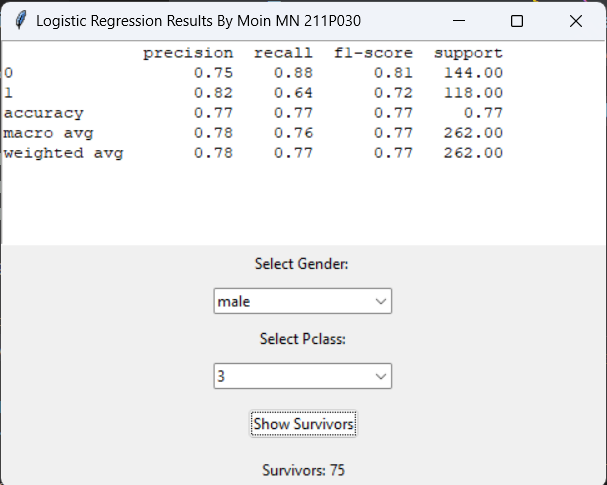 Logistic Regression Results By Moin MN 211P030
precision recall f1-score support
0 0.75 0.88 0.81 144.00
1 0.82 0.64 0.72 118.00
accuracy 0.77 0.77 0.77 0.77
macro avg 0.78 0.76 0.77 262.00
weighted avg 0.78 0.77 0.77 262.00
Select Gender:
male
Select Pclass:
3
Show Survivors
Survivors: 75